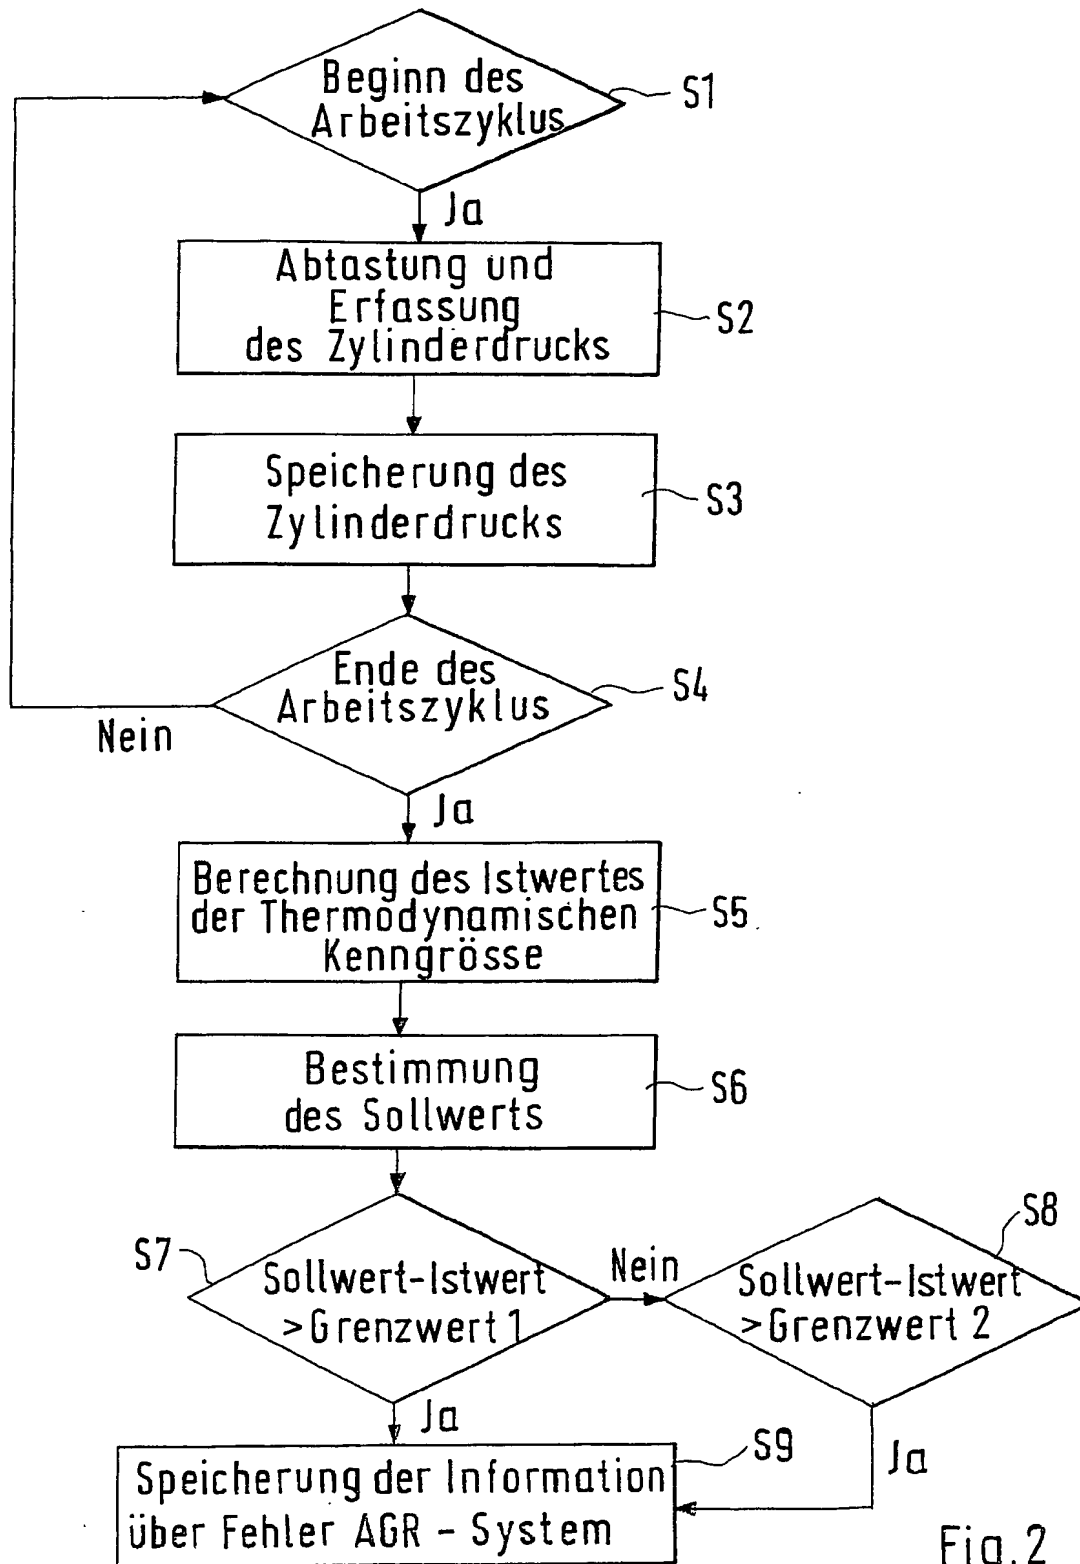 Beginn des
Arbeitszyklus
S1
Ja
Abtastung und
Erfassung
des Zylinderdrucks
S2
Speicherung des
Zylinderdrucks
S3
Ende des
Arbeitszyklus
S4
Nein
Ja
Berechnung des Istwertes
der Thermodynamischen
Kenngrösse
S5
Bestimmung
des Sollwerts
S6
S7
Sollwert-Istwert
>Grenzwert 1
Nein
S8
Sollwert-Istwert
>Grenzwert 2
Ja
Ja
S9
Speicherung der Information
über Fehler AGR - System
Fig.2